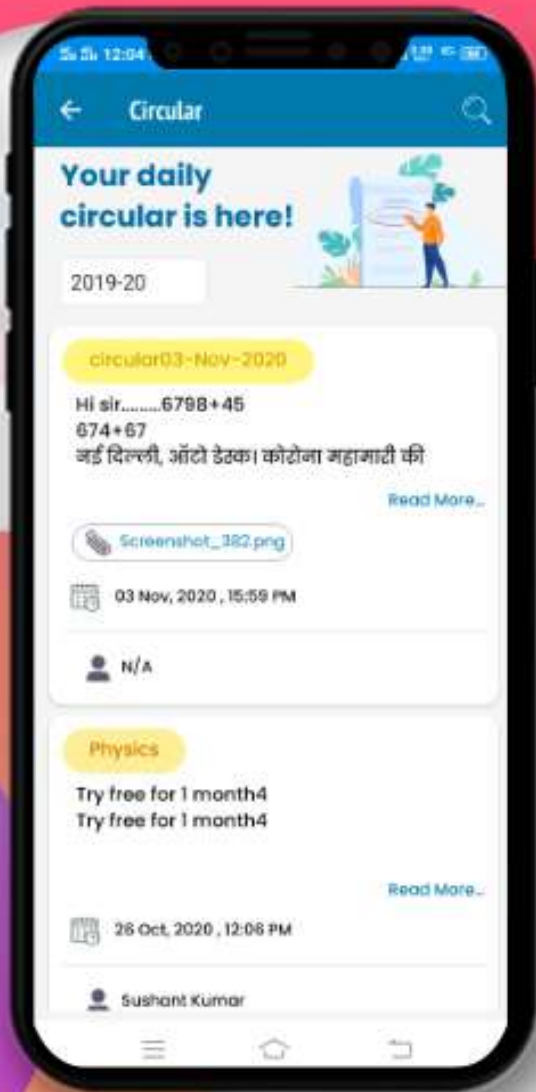 12:04
Circular
Your daily
circular is here!
2019-20
circular03-Nov-2020
Hi sir.........6798+45
674+67
नई दिल्ली, ऑटो डेस्क। कोरोना महामारी की
Read More...
Screenshot_382.png
03 Nov, 2020 , 15:59 PM
N/A
Physics
Try free for 1 month4
Try free for 1 month4
Read More...
26 Oct, 2020 , 12:06 PM
Sushant Kumar